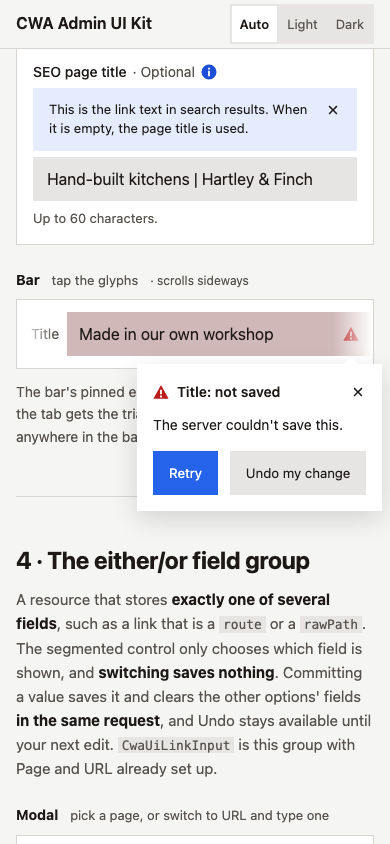 CWA Admin UI Kit
Auto Light Dark
SEO page title · Optional
This is the link text in search results. When
it is empty, the page title is used.
Hand-built kitchens | Hartley & Finch
Up to 60 characters.
Bar tap the glyphs · scrolls sideways
Title Made in our own workshop
The bar's pinned e
the tab gets the tria
anywhere in the ba
Title: not saved
The server couldn't save this.
Retry Undo my change
4 · The either/or field group
A resource that stores exactly one of several
fields, such as a link that is a route or a rawPath.
The segmented control only chooses which field is
shown, and switching saves nothing. Committing
a value saves it and clears the other options' fields
in the same request, and Undo stays available until
your next edit. CwaUiLinkInput is this group with
Page and URL already set up.
Modal pick a page, or switch to URL and type one